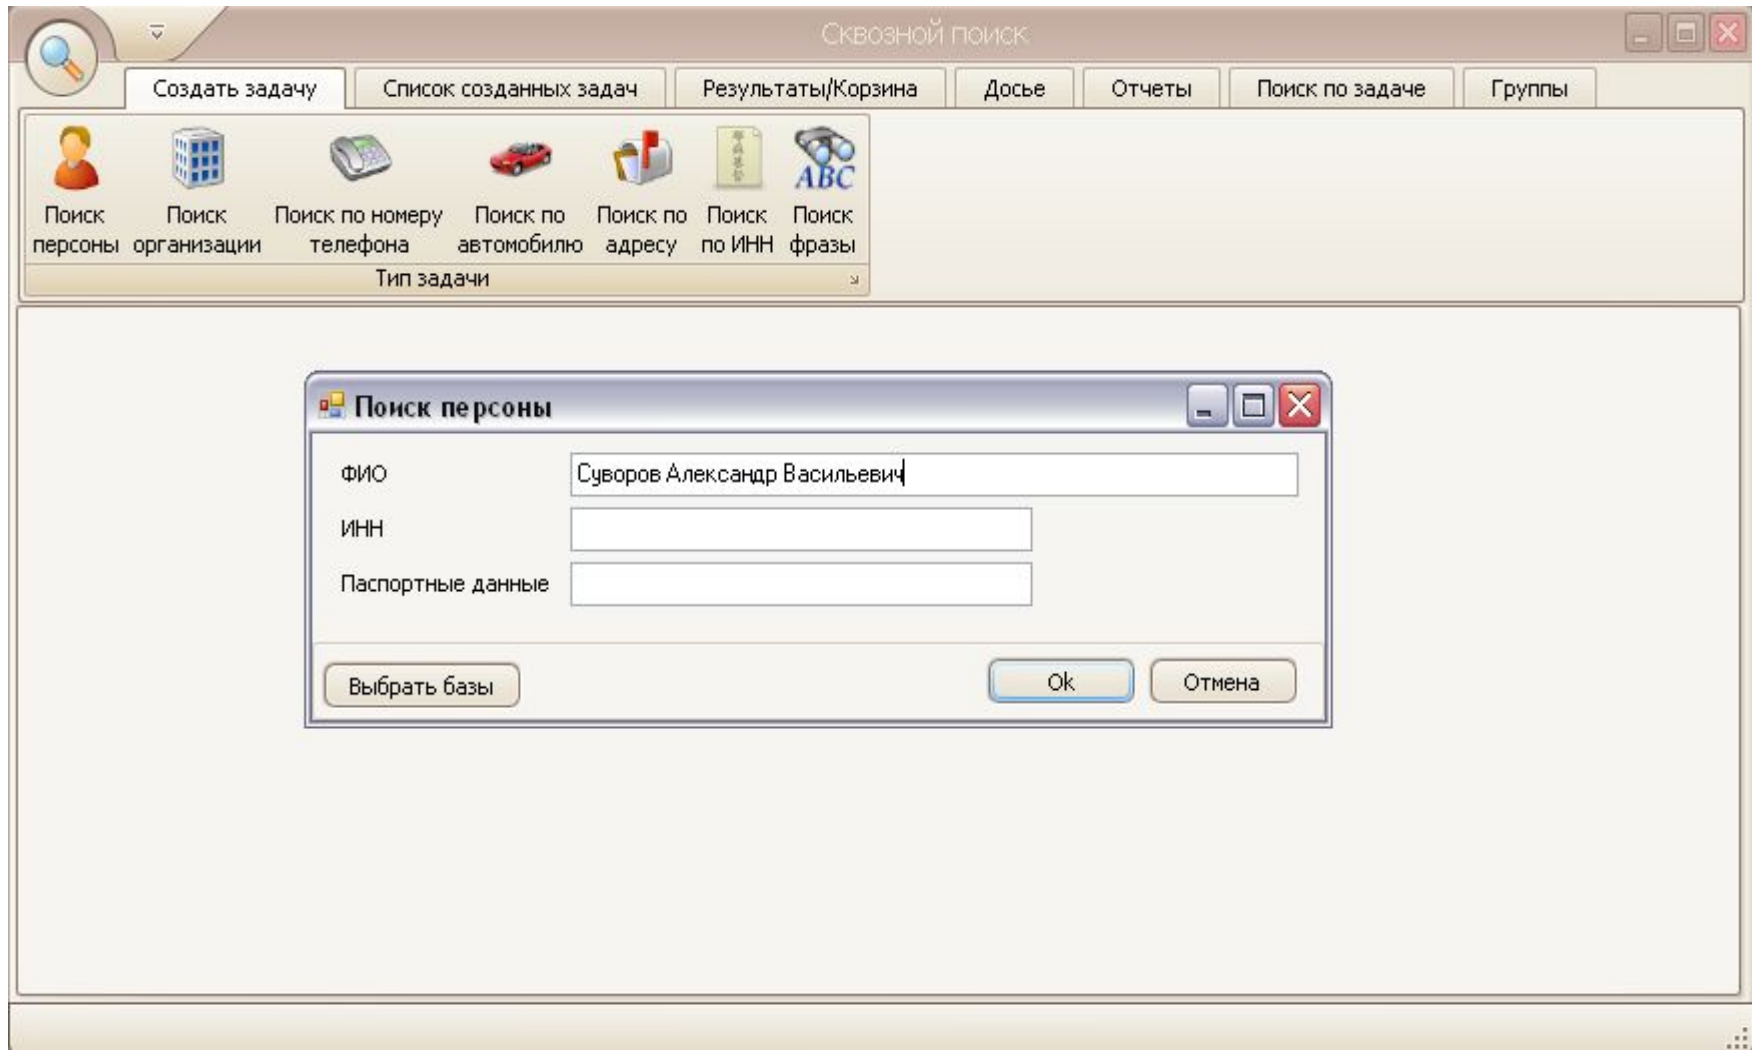 Сквозной поиск
Создать задачу
Список созданных задач
Результаты/Корзина
Досье
Отчеты
Поиск по задаче
Группы
ABC
Поиск
персоны
Поиск
организации
Поиск по номеру
телефона
Поиск по
автомобилю
Поиск по
адресу
Поиск
по ИНН
Поиск
фразы
Тип задачи
Поиск персоны
ФИО
Суворов Александр Васильевич
ИНН
Паспортные данные
Выбрать базы
Ok
Отмена